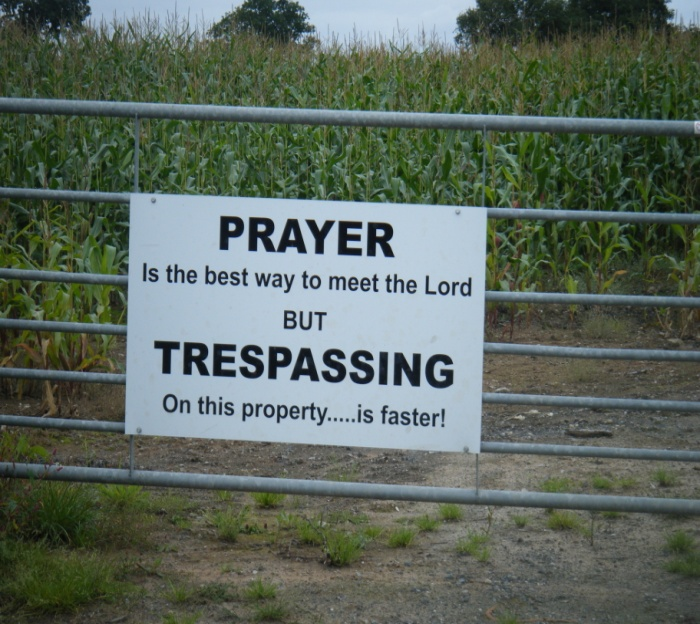 PRAYER
Is the best way to meet the Lord
BUT
TRESPASSING
On this property.....is faster!